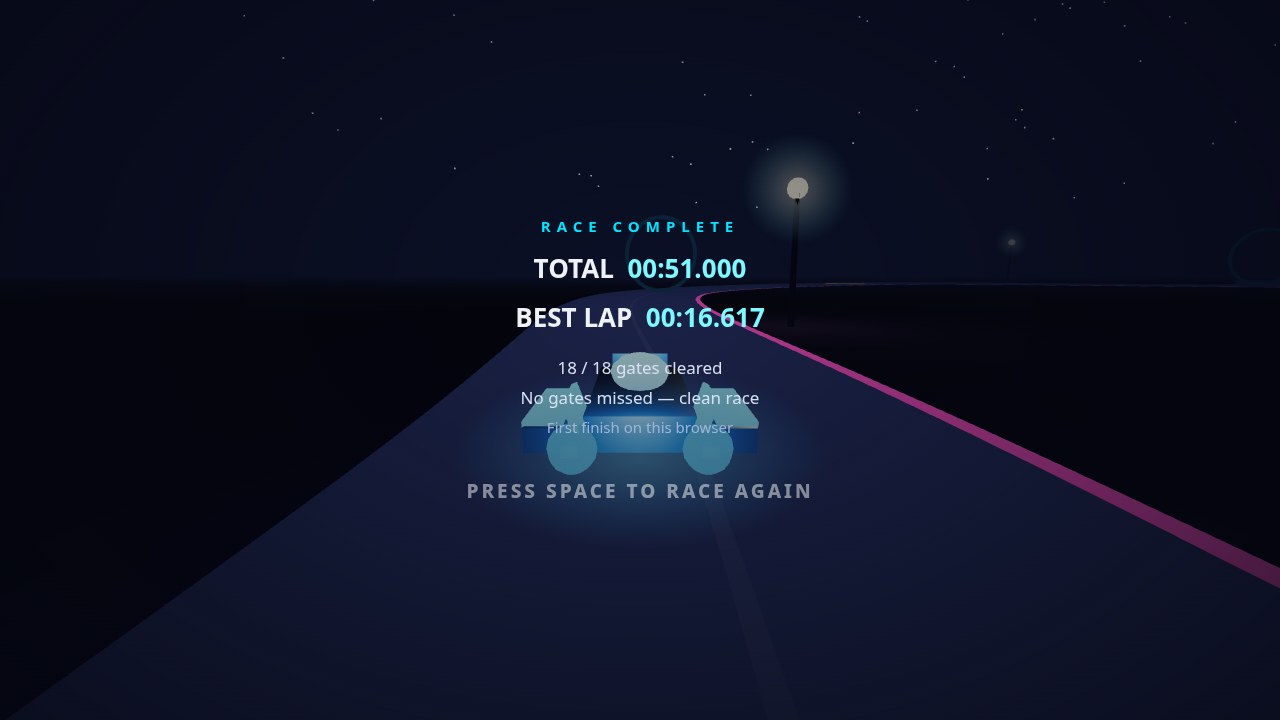 RACE COMPLETE
TOTAL 00:51.000
BEST LAP 00:16.617
18 / 18 gates cleared
No gates missed — clean race
First finish on this browser
PRESS SPACE TO RACE AGAIN